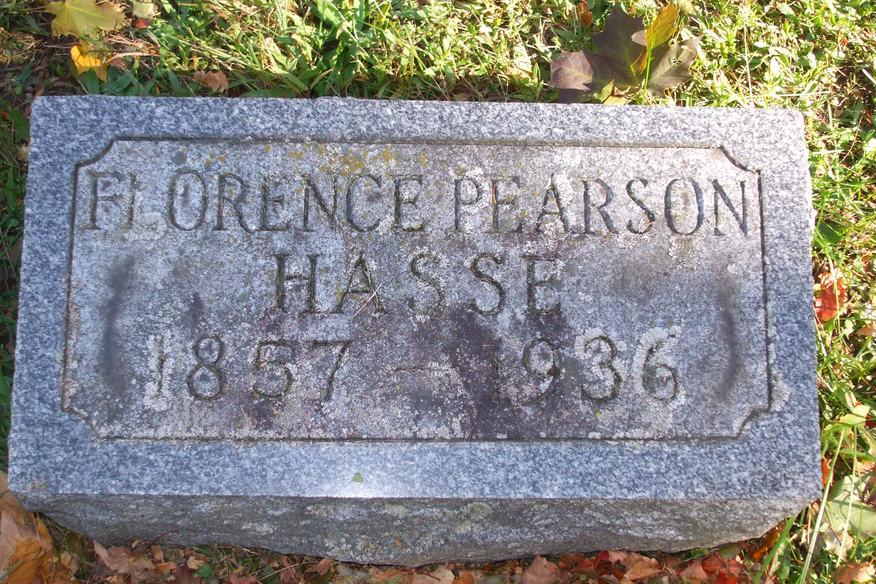 FLORENCE PEARSON
HASSE
1857 - 1936